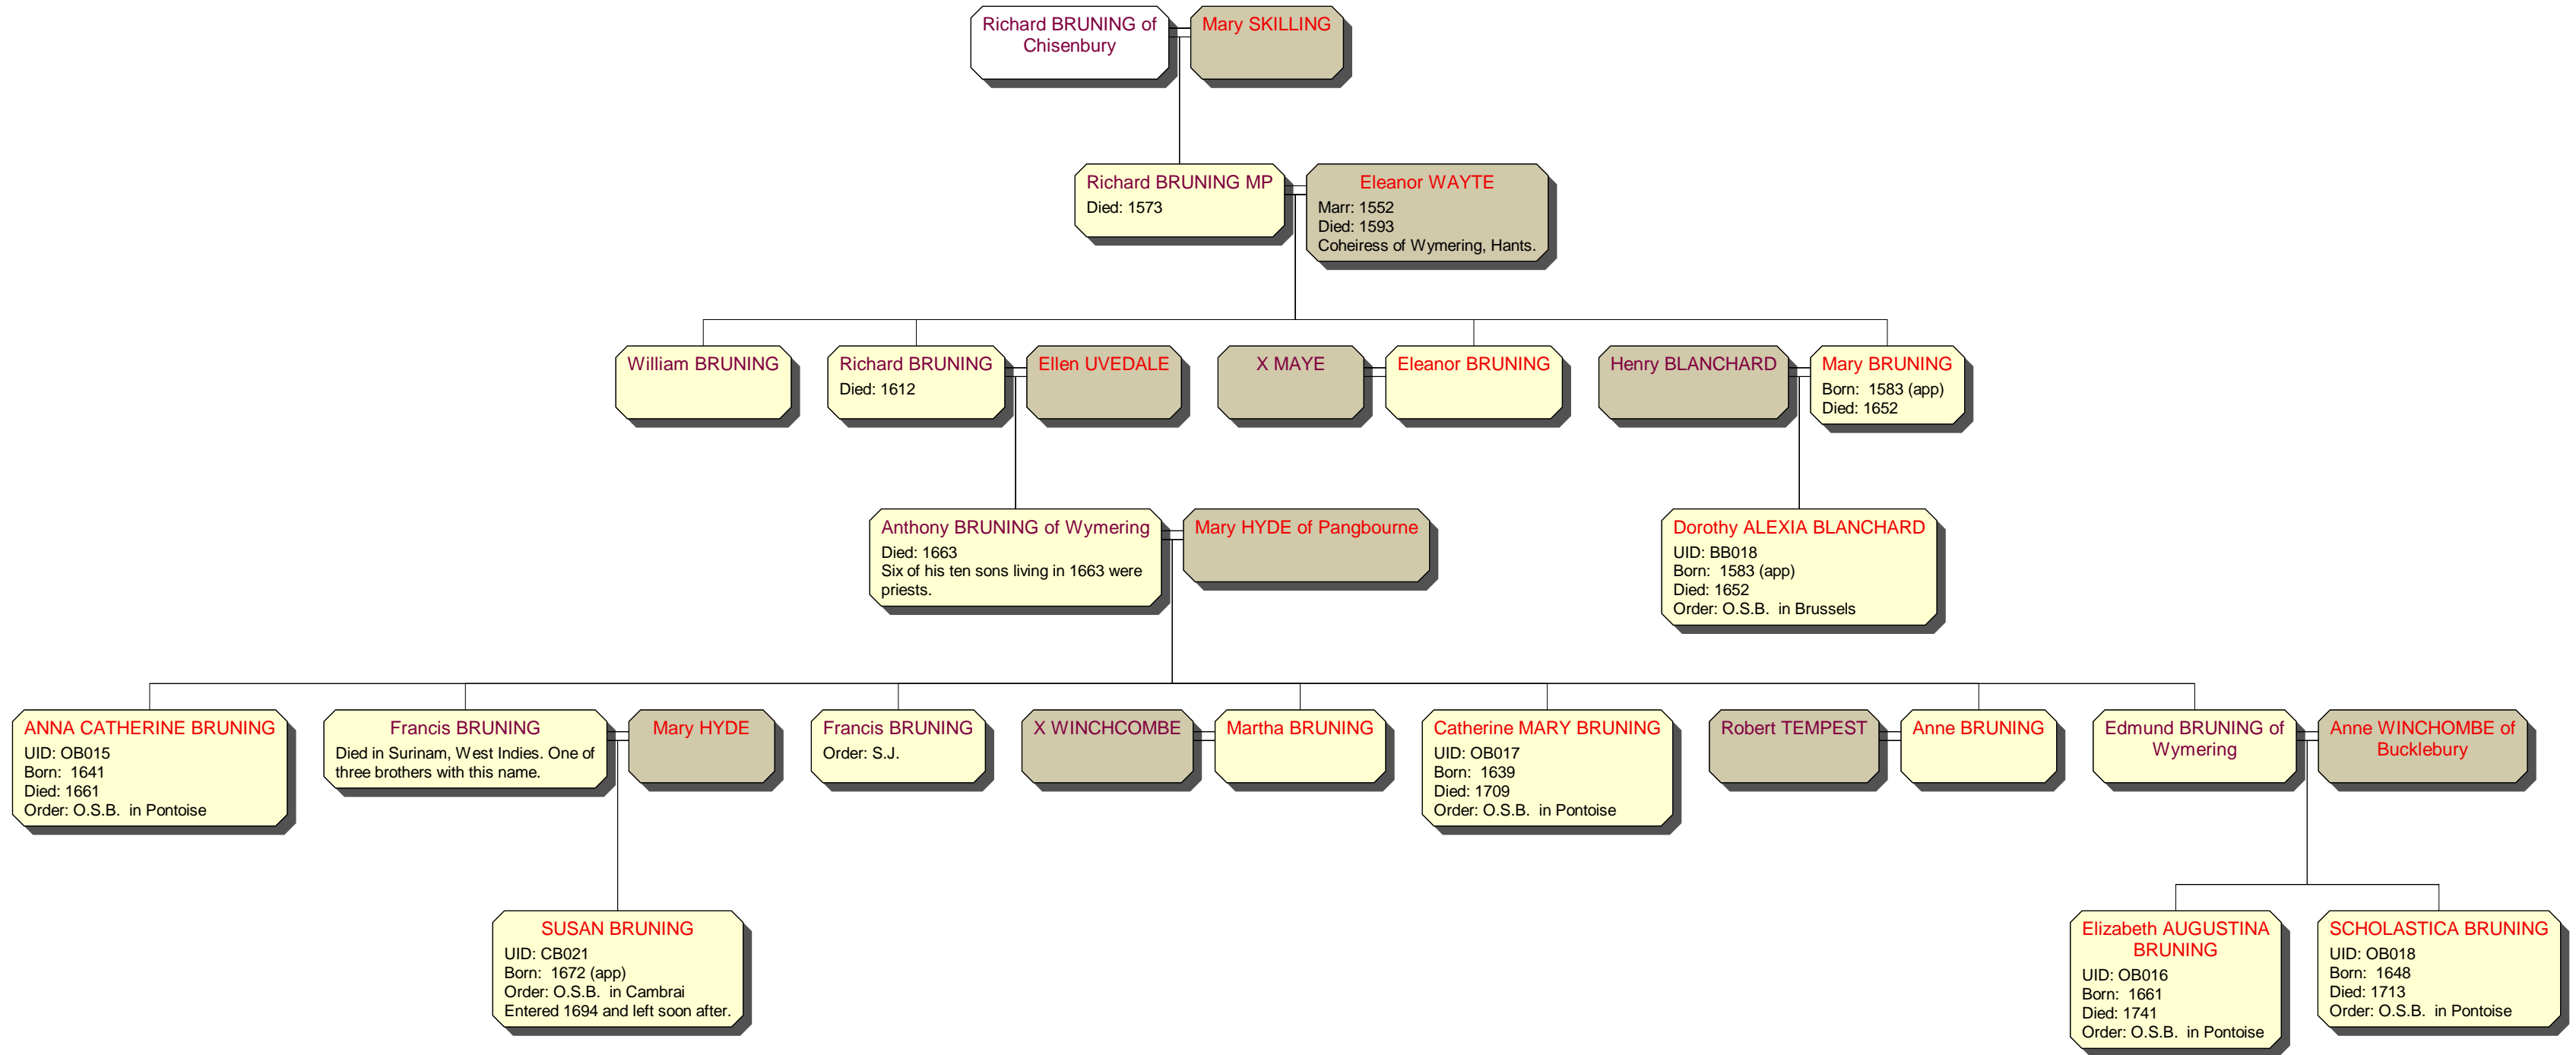 Richard BRUNING of
Chisenbury
Mary SKILLING
Richard BRUNING MP
Died: 1573
Eleanor WAYTE
Marr: 1552
Died: 1593
Coheiress of Wymering, Hants.
William BRUNING
Richard BRUNING
Died: 1612
Ellen UVEDALE
X MAYE
Eleanor BRUNING
Henry BLANCHARD
Mary BRUNING
Born: 1583 (app)
Died: 1652
Anthony BRUNING of Wymering
Died: 1663
Six of his ten sons living in 1663 were
priests.
Mary HYDE of Pangbourne
Dorothy ALEXIA BLANCHARD
UID: BB018
Born: 1583 (app)
Died: 1652
Order: O.S.B. in Brussels
ANNA CATHERINE BRUNING
UID: OB015
Born: 1641
Died: 1661
Order: O.S.B. in Pontoise
Francis BRUNING
Died in Surinam, West Indies. One of
three brothers with this name.
Mary HYDE
Francis BRUNING
Order: S.J.
X WINCHCOMBE
Martha BRUNING
Catherine MARY BRUNING
UID: OB017
Born: 1639
Died: 1709
Order: O.S.B. in Pontoise
Robert TEMPEST
Anne BRUNING
Edmund BRUNING of
Wymering
Anne WINCHOMBE of
Bucklebury
SUSAN BRUNING
UID: CB021
Born: 1672 (app)
Order: O.S.B. in Cambrai
Entered 1694 and left soon after.
Elizabeth AUGUSTINA
BRUNING
UID: OB016
Born: 1661
Died: 1741
Order: O.S.B. in Pontoise
SCHOLASTICA BRUNING
UID: OB018
Born: 1648
Died: 1713
Order: O.S.B. in Pontoise